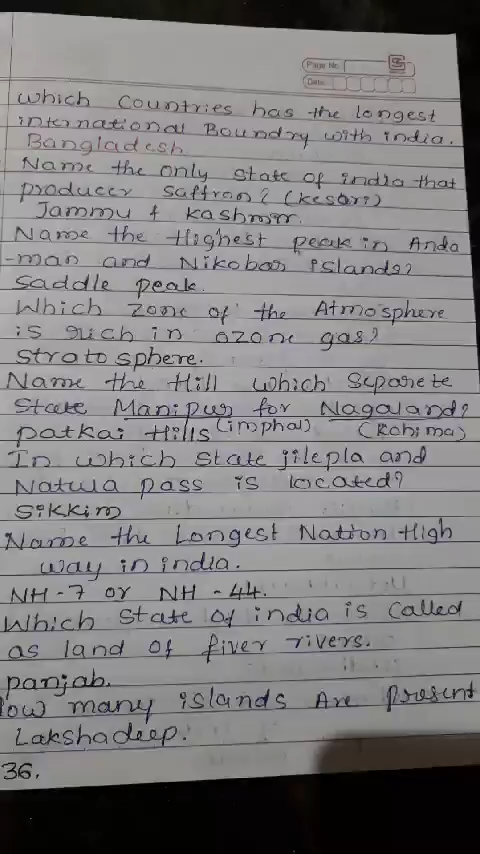 Page No.
Date
which countries has the longest
international Boundry with india.
Bangladesh
Name the only state of india that
producer saffron? (kesari)
Jammu & kashmir.
Name the Highest peak in Anda
-man and Nikobar islands?
saddle peak.
Which zone of the Atmosphere
is rich in ozone gas?
stratosphere.
Name the Hill which separete
state Manipur for Nagaland?
patkai Hills (imphal) (Kohima)
In which state jilepla and
Natula pass is located?
Sikkim
Name the Longest Nation High
way in india.
NH-7 or NH-44.
Which state of india is called
as land of fiver rivers.
panjab.
low many islands Are present
Lakshadeep.
36.